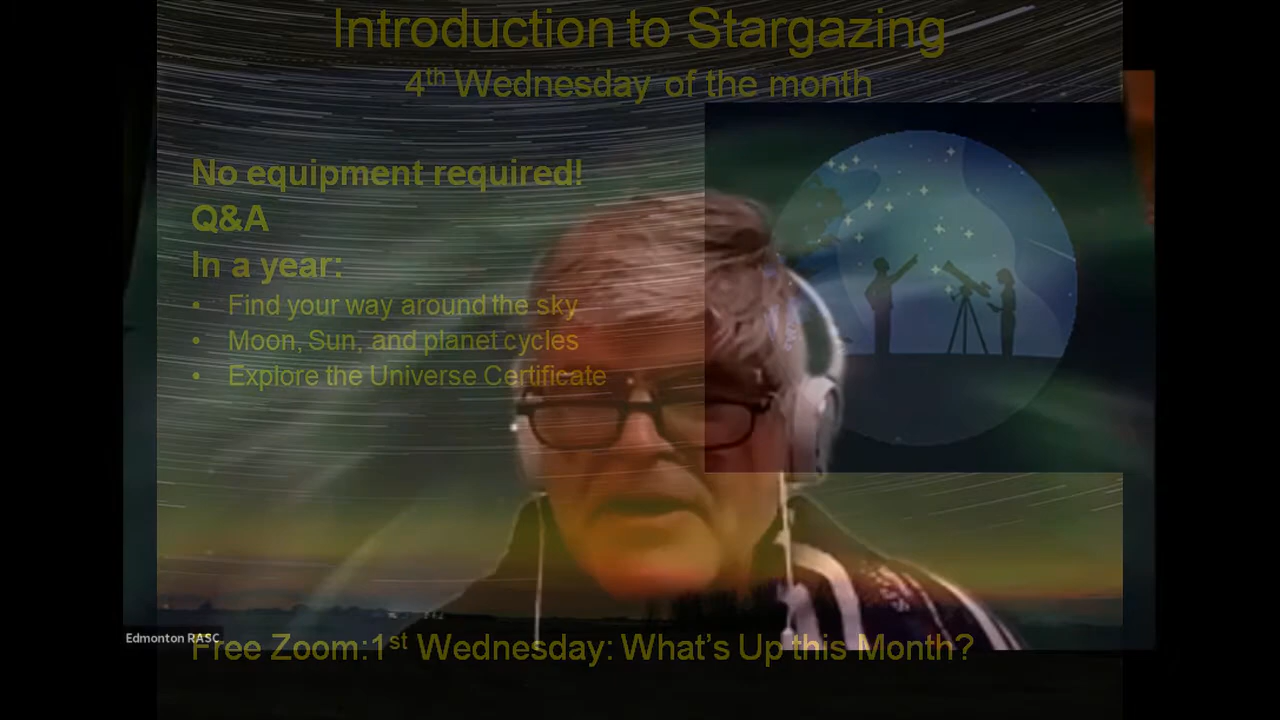 Introduction to Stargazing
4th Wednesday of the month
No equipment required!
Q&A
In a year:
• Find your way around the sky
• Moon, Sun, and planet cycles
• Explore the Universe Certificate
Edmonton RASC
Free Zoom:1st Wednesday: What’s Up this Month?